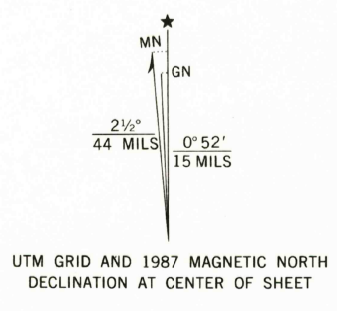 ★
MN
GN
2½°
44 MILS
0° 52′
15 MILS
UTM GRID AND 1987 MAGNETIC NORTH
DECLINATION AT CENTER OF SHEET